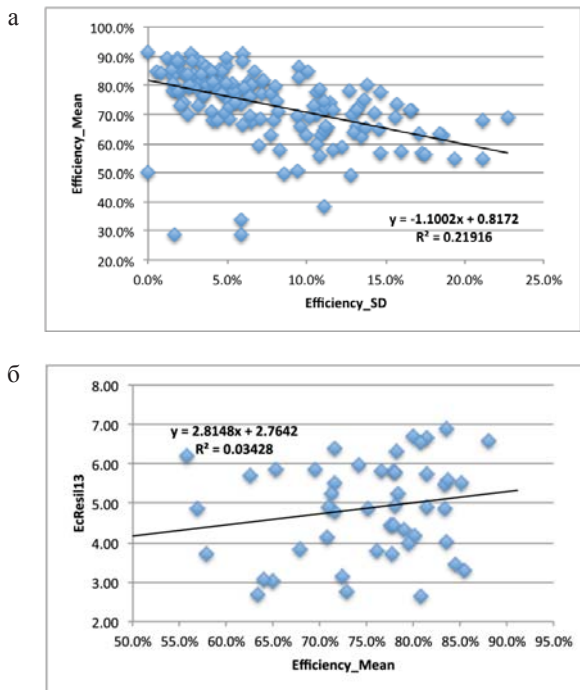 а
100.0%
90.0%
80.0%
70.0%
60.0%
50.0%
40.0%
30.0%
20.0%
Efficiency_Mean
y = -1.1002x + 0.8172
R² = 0.21916
0.0% 5.0% 10.0% 15.0% 20.0% 25.0%
Efficiency_SD
б
8.00
7.00
6.00
5.00
4.00
3.00
2.00
EcResil13
y = 2.8148x + 2.7642
R² = 0.03428
50.0% 55.0% 60.0% 65.0% 70.0% 75.0% 80.0% 85.0% 90.0% 95.0%
Efficiency_Mean